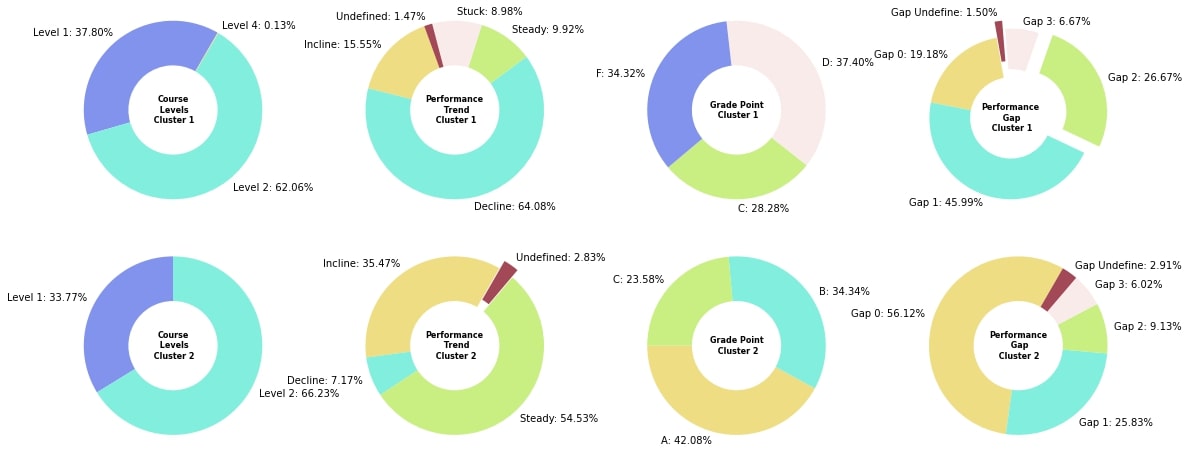 Level 1: 37.80%
Level 4: 0.13%
Course
Levels
Cluster 1
Level 2: 62.06%
Undefined: 1.47%
Stuck: 8.98%
Steady: 9.92%
Incline: 15.55%
Performance
Trend
Cluster 1
Decline: 64.08%
F: 34.32%
D: 37.40%
Grade Point
Cluster 1
C: 28.28%
Gap Undefine: 1.50%
Gap 3: 6.67%
Gap 0: 19.18%
Gap 2: 26.67%
Performance
Gap
Cluster 1
Gap 1: 45.99%
Level 1: 33.77%
Course
Levels
Cluster 2
Level 2: 66.23%
Incline: 35.47%
Undefined: 2.83%
Performance
Trend
Cluster 2
Decline: 7.17%
Steady: 54.53%
C: 23.58%
B: 34.34%
Grade Point
Cluster 2
A: 42.08%
Gap Undefine: 2.91%
Gap 3: 6.02%
Gap 0: 56.12%
Gap 2: 9.13%
Performance
Gap
Cluster 2
Gap 1: 25.83%